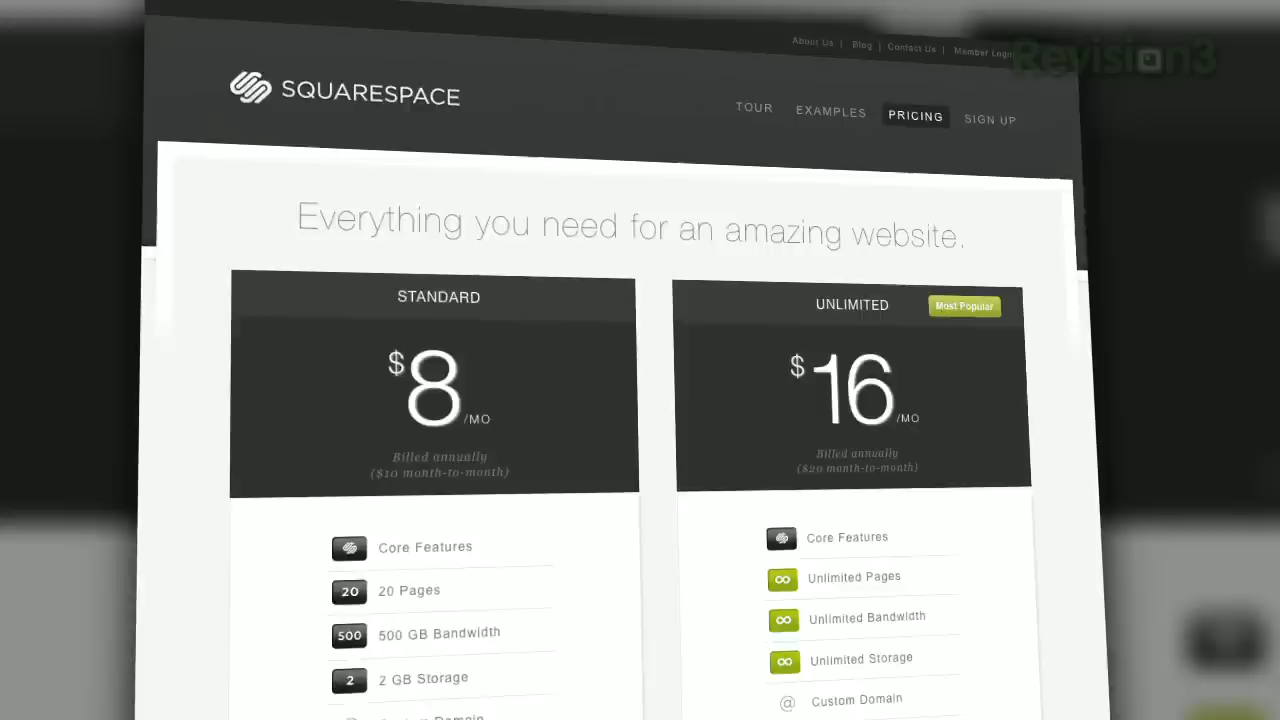 About Us | Blog | Contact Us | Member Login
Revision3
SQUARESPACE
TOUR EXAMPLES PRICING SIGN UP
Everything you need for an amazing website.
STANDARD
$8/MO
Billed annually
($10 month-to-month)
Core Features
20 20 Pages
500 500 GB Bandwidth
2 2 GB Storage
Custom Domain
UNLIMITED Most Popular
$16/MO
Billed annually
($20 month-to-month)
Core Features
∞ Unlimited Pages
∞ Unlimited Bandwidth
∞ Unlimited Storage
@ Custom Domain